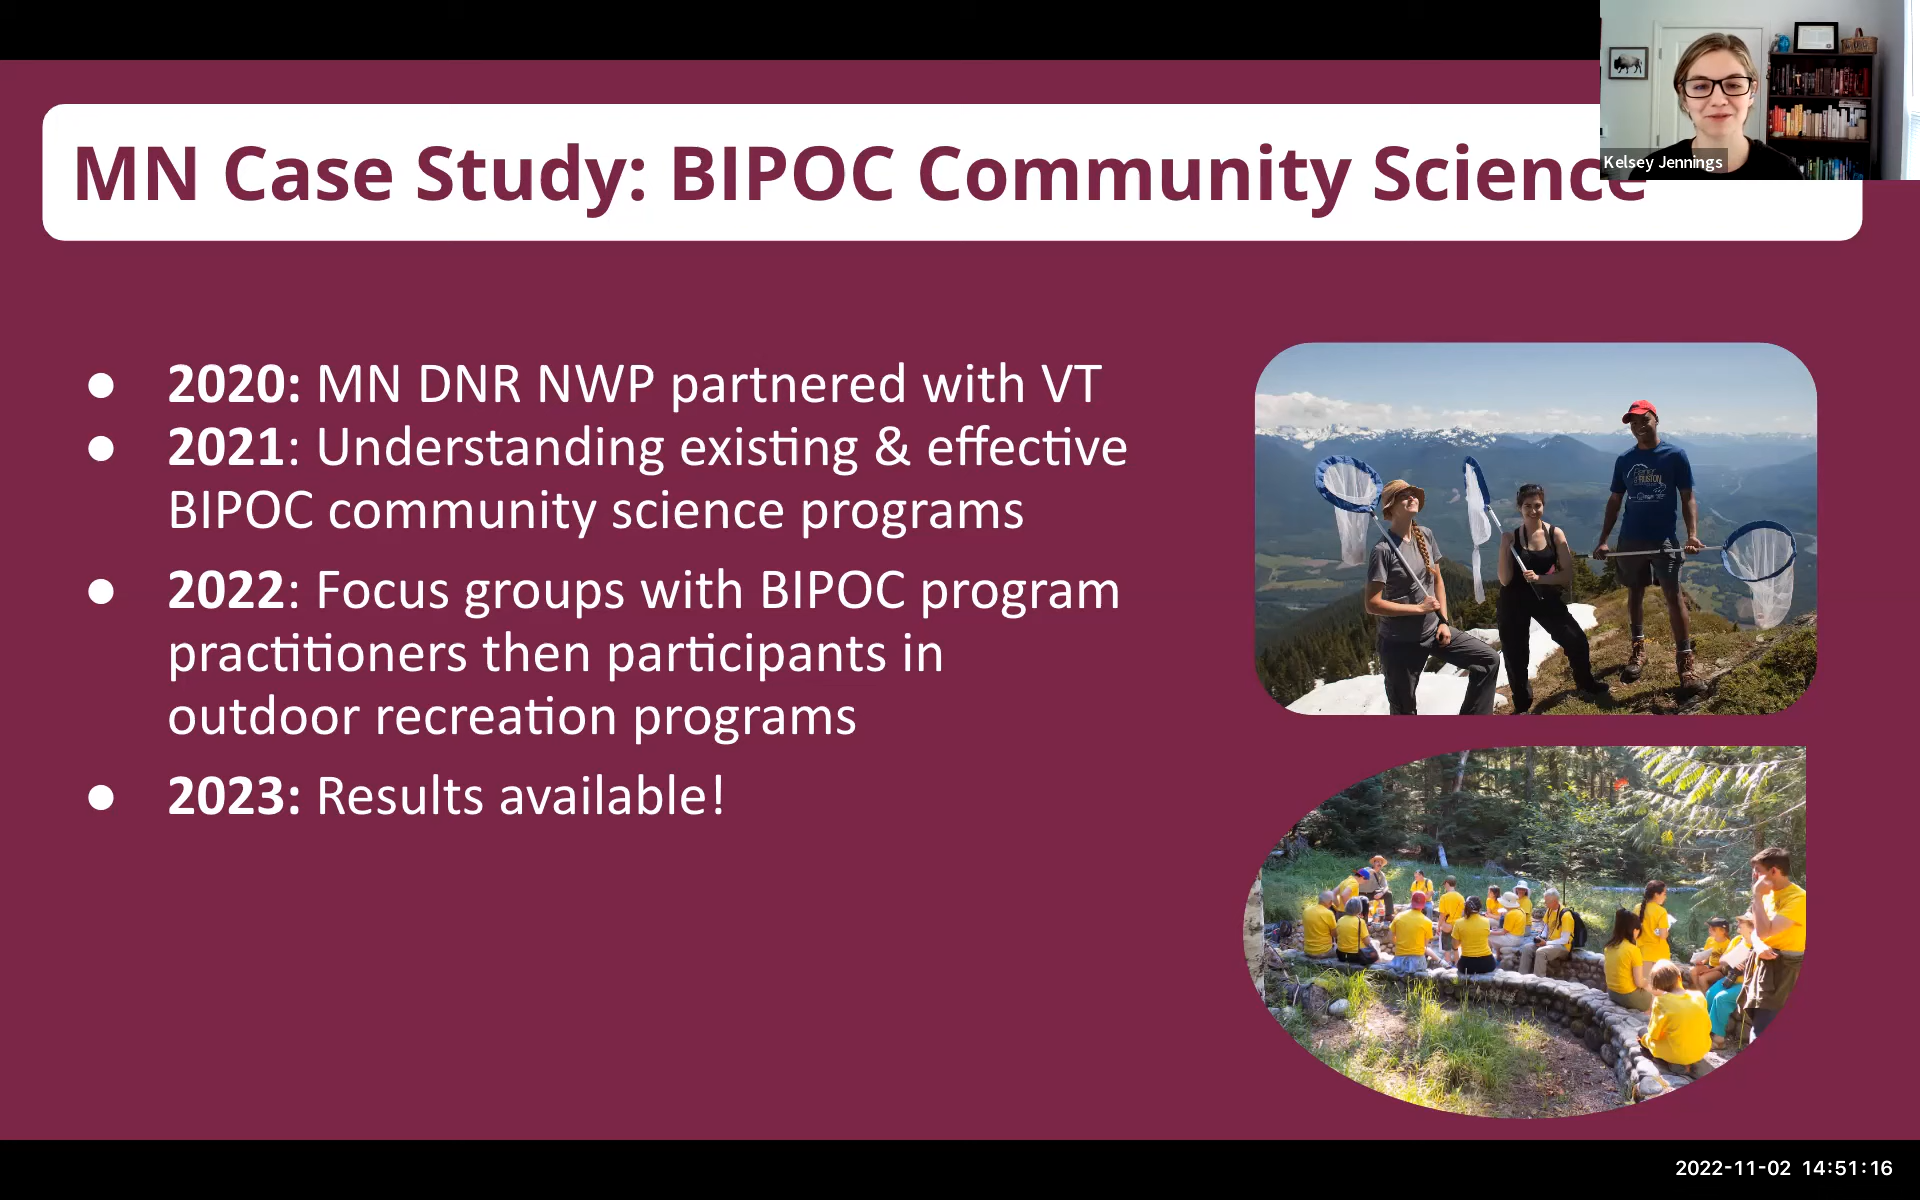 MN Case Study: BIPOC Community Science
Kelsey Jennings
● 2020: MN DNR NWP partnered with VT
● 2021: Understanding existing & effective
BIPOC community science programs
● 2022: Focus groups with BIPOC program
practitioners then participants in
outdoor recreation programs
● 2023: Results available!
2022-11-02 14:51:16